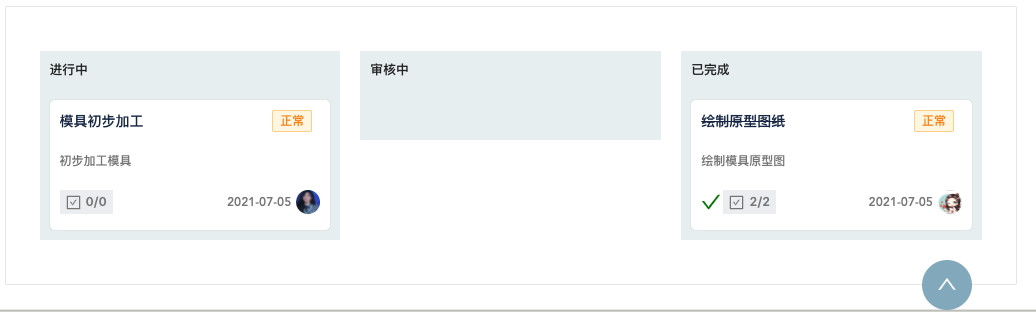 进行中
模具初步加工
正常
初步加工模具
0/0
2021-07-05
审核中
已完成
绘制原型图纸
正常
绘制模具原型图
2/2
2021-07-05